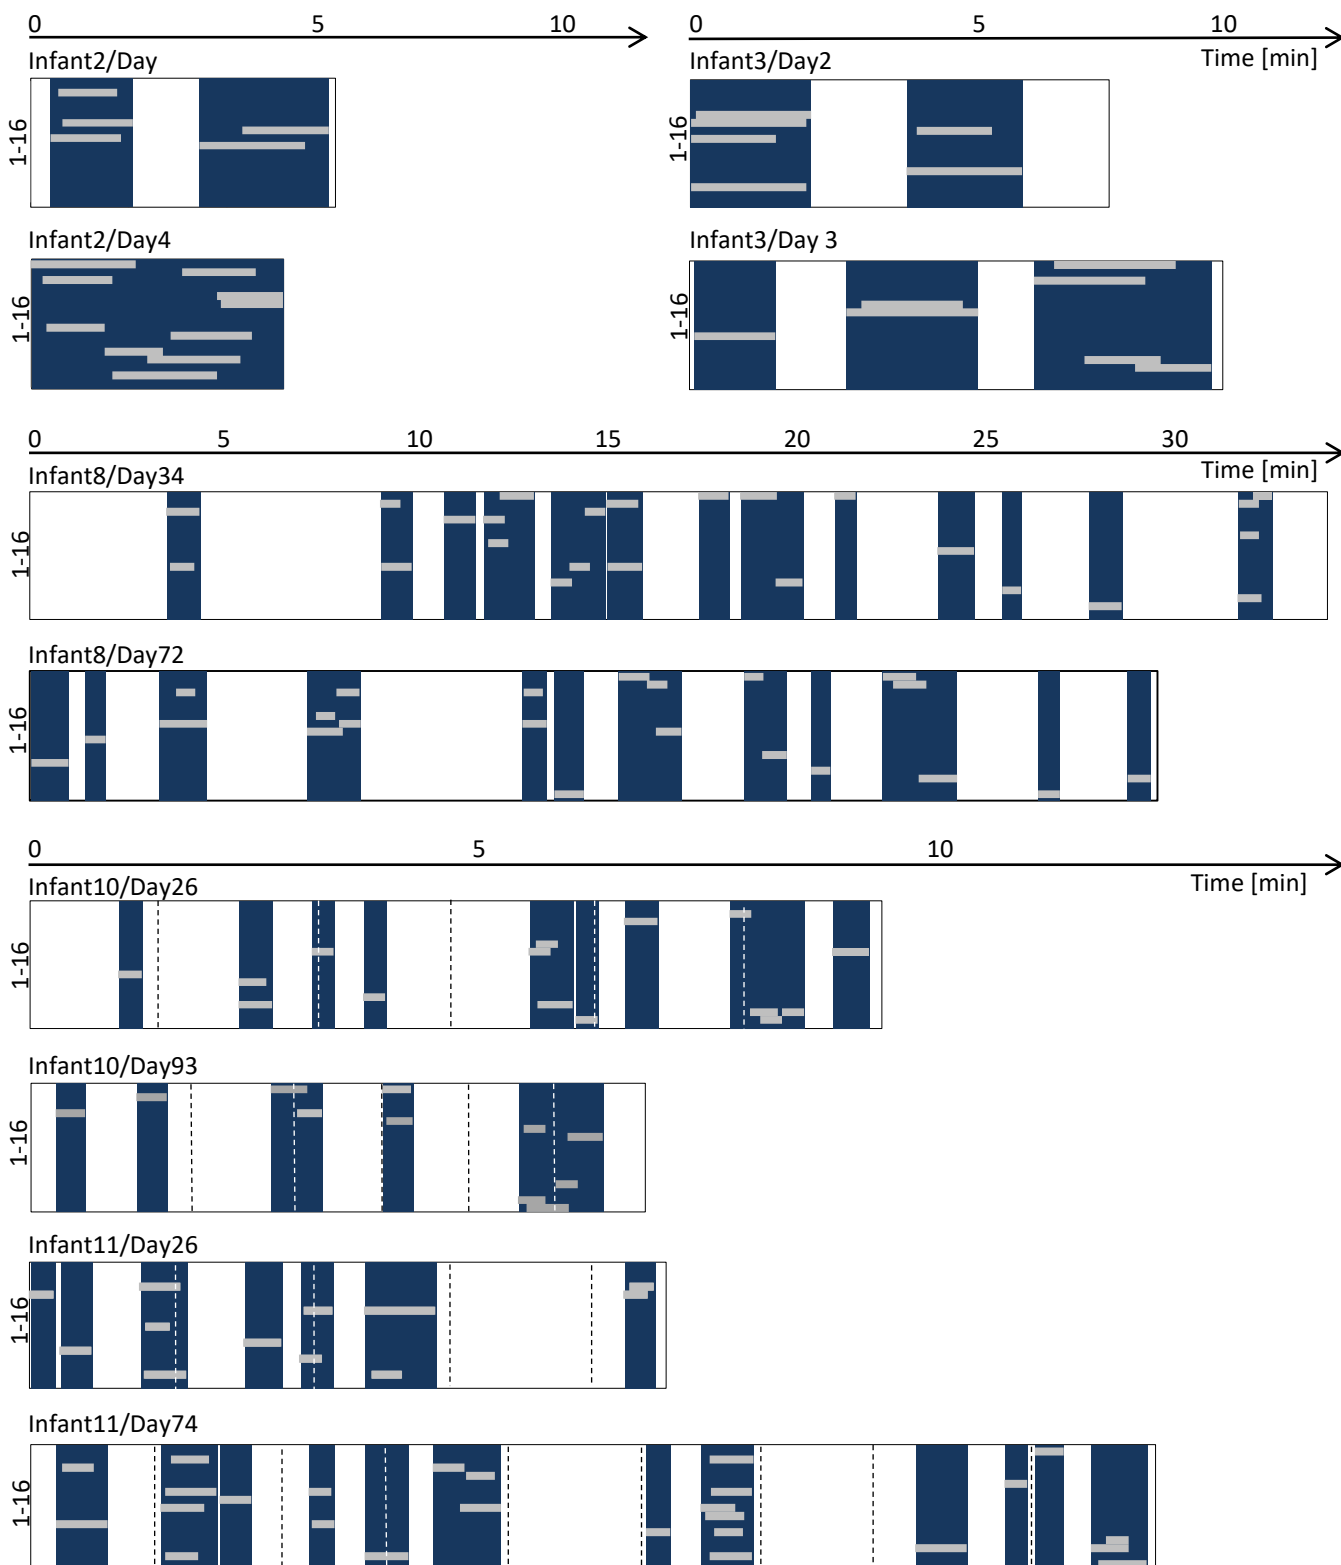 0 5 10
0 5 10
Time [min]
Infant2/Day
1-16
Infant3/Day2
1-16
Infant2/Day4
1-16
Infant3/Day 3
1-16
0 5 10 15 20 25 30
Time [min]
Infant8/Day34
1-16
Infant8/Day72
1-16
0 5 10
Time [min]
Infant10/Day26
1-16
Infant10/Day93
1-16
Infant11/Day26
1-16
Infant11/Day74
1-16